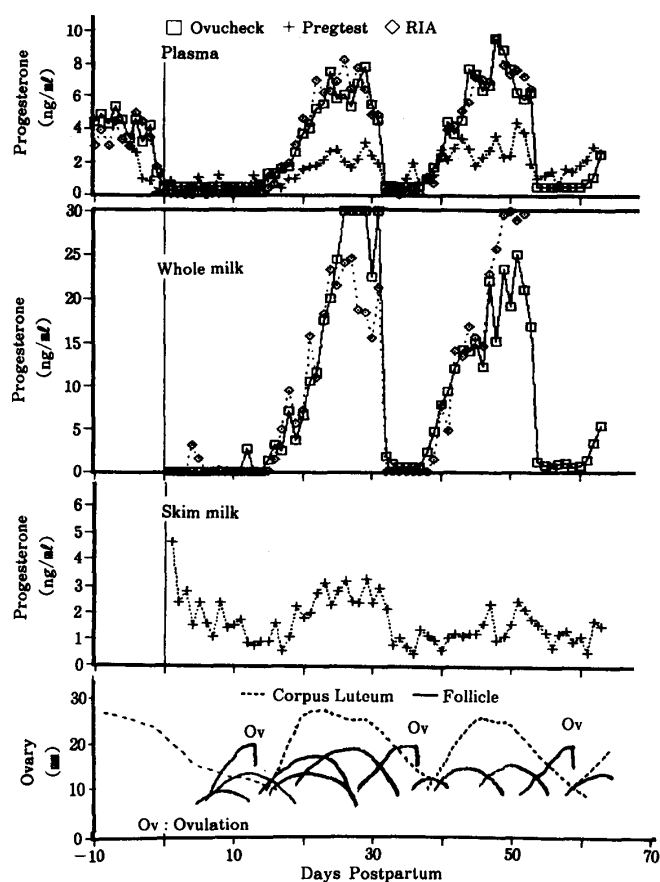 □ Ovucheck + Pregtest ◇ RIA
Plasma
Progesterone
(ng/mℓ)
10
8
6
4
2
0
Whole milk
Progesterone
(ng/mℓ)
30
25
20
15
10
5
0
Skim milk
Progesterone
(ng/mℓ)
6
5
4
3
2
1
0
Corpus Luteum
Follicle
Ov
Ov
Ov
Ovary
(mm)
30
20
10
0
Ov : Ovulation
-10 10 30 50 70
Days Postpartum